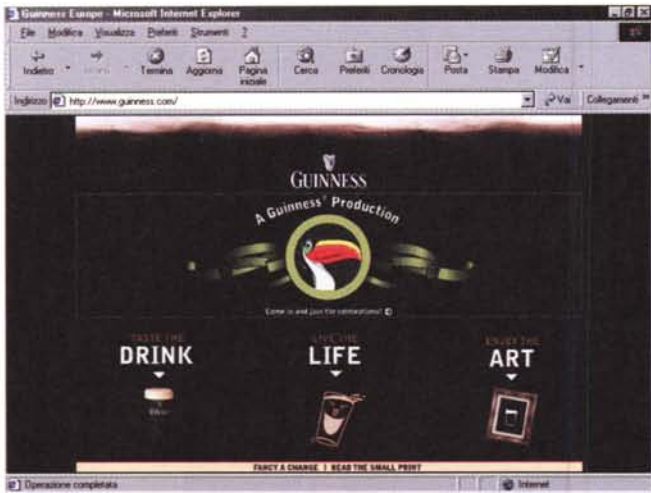 Guinness Europe - Microsoft Internet Explorer
File Modifica Visualizza Preferiti Strumenti ?
Indietro Termina Aggiorna Pagina iniziale Cerca Preferiti Cronologia Posta Stampa Modifica
Indirizzo http://www.guinness.com/ Vai Collegamenti »
GUINNESS
A Guinness® Production
Come in and join the celebrations!
TASTE THE LIVE THE ENJOY THE
DRINK LIFE ART
FANCY A CHANGE | READ THE SMALL PRINT
Operazione completata Internet